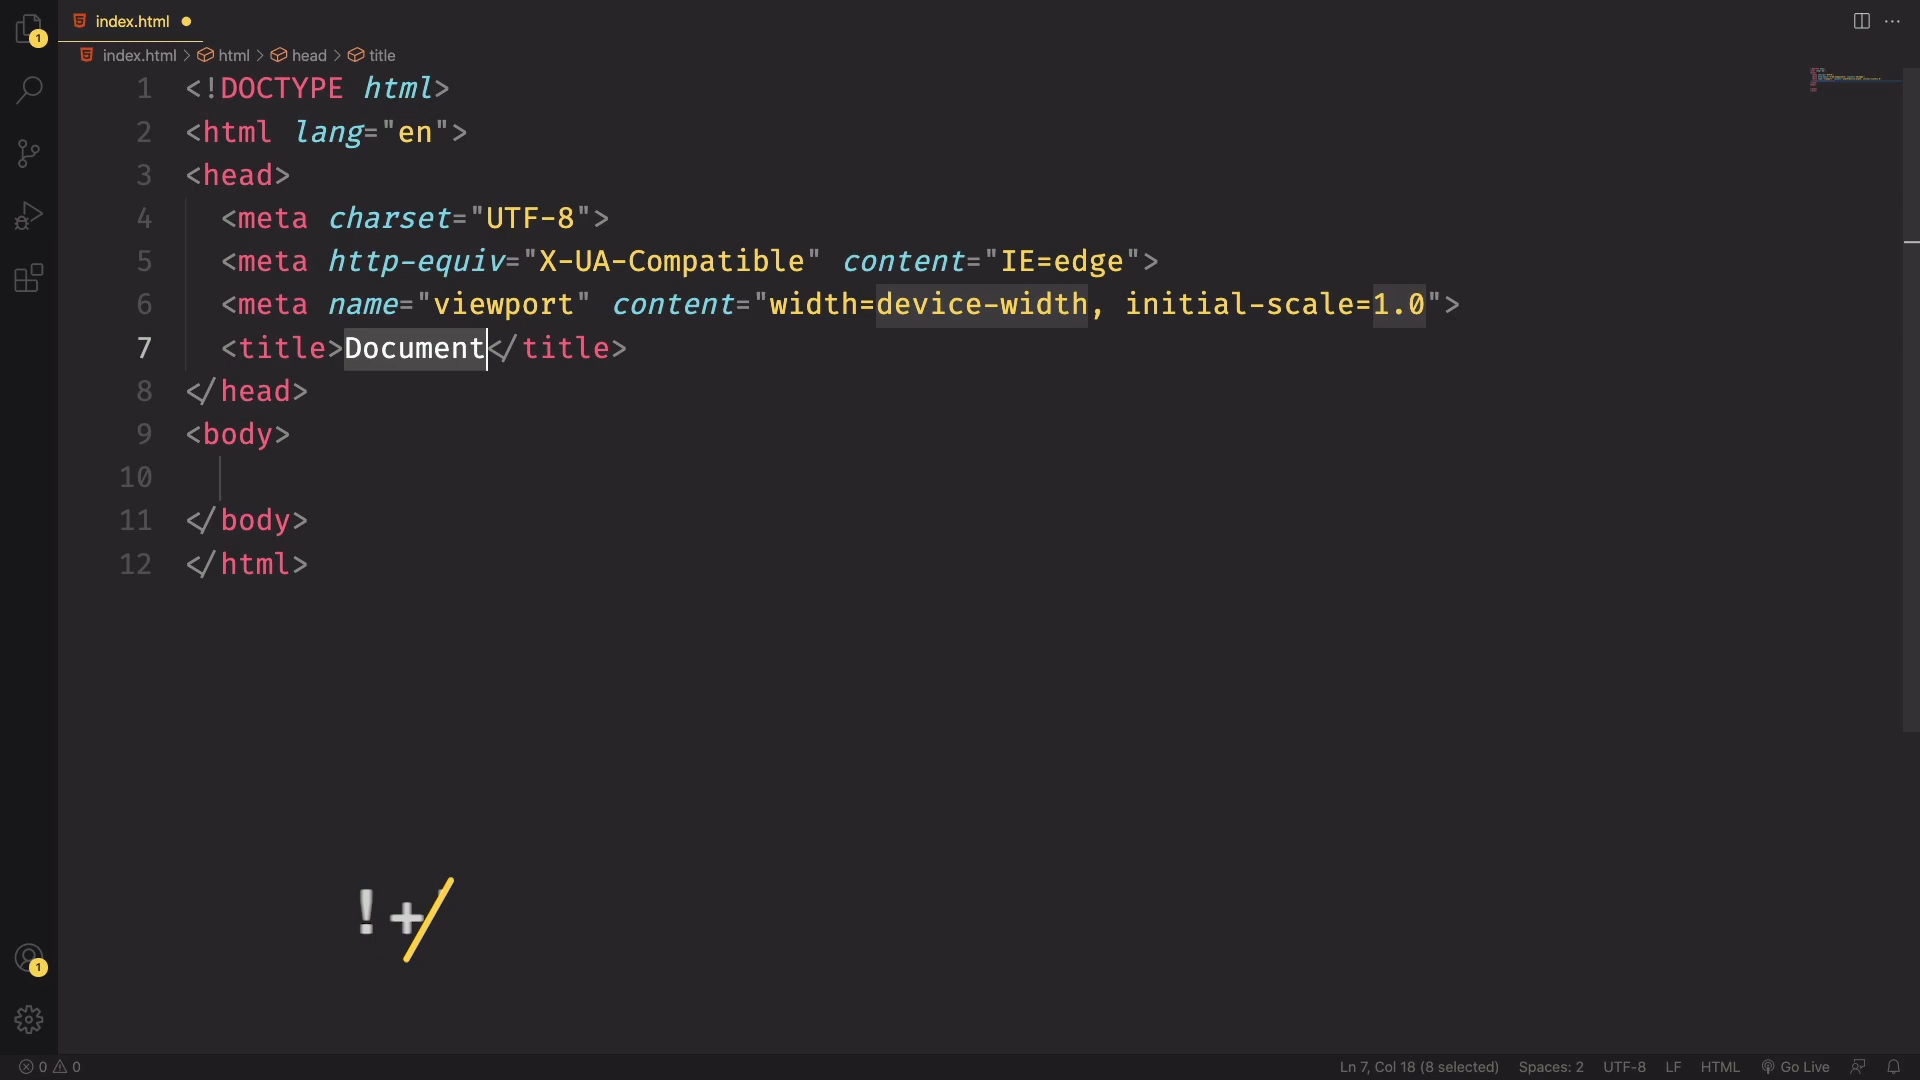 1
index.html
index.html > html > head > title
1 <!DOCTYPE html>
2 <html lang="en">
3 <head>
4 <meta charset="UTF-8">
5 <meta http-equiv="X-UA-Compatible" content="IE=edge">
6 <meta name="viewport" content="width=device-width, initial-scale=1.0">
7 <title>Document</title>
8 </head>
9 <body>
10
11 </body>
12 </html>
!+
1
0 0
Ln 7, Col 18 (8 selected) Spaces: 2 UTF-8 LF HTML Go Live